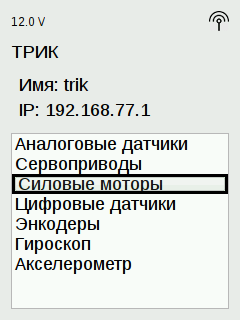 12.0 V
ТРИК
Имя: trik
IP: 192.168.77.1
Аналоговые датчики
Сервоприводы
Силовые моторы
Цифровые датчики
Энкодеры
Гироскоп
Акселерометр